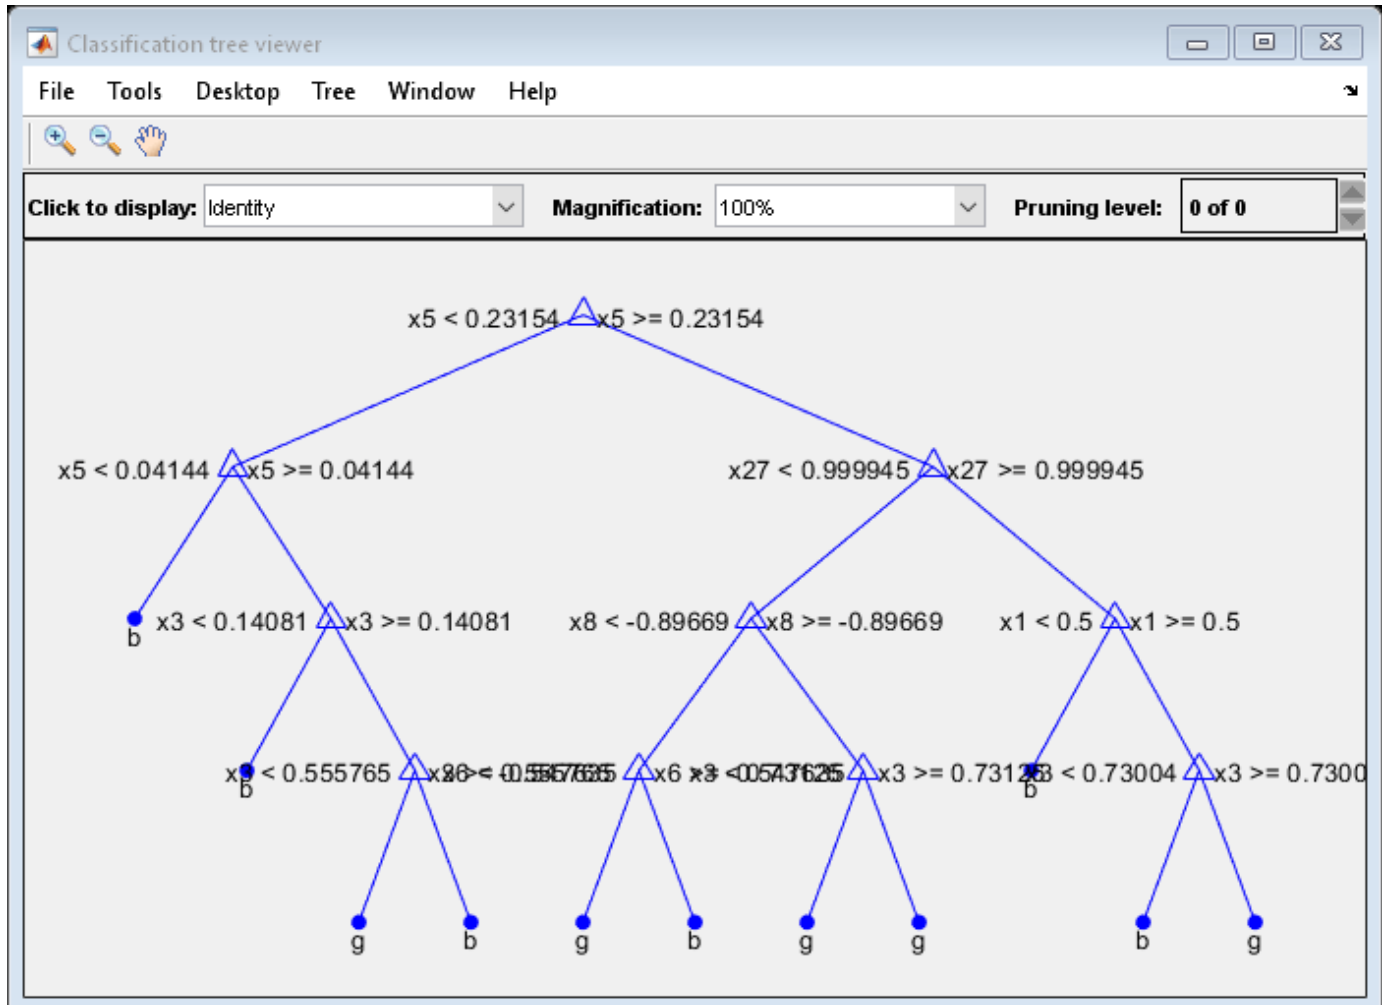 Classification tree viewer
File Tools Desktop Tree Window Help
Click to display: Identity Magnification: 100% Pruning level: 0 of 0
x5 < 0.23154 x5 >= 0.23154
x5 < 0.04144 x5 >= 0.04144 x27 < 0.999945 x27 >= 0.999945
b x3 < 0.14081 x3 >= 0.14081 x8 < -0.89669 x8 >= -0.89669 x1 < 0.5 x1 >= 0.5
< 0.555765 x6 x3 >= 0.73125 < 0.73004 x3 >= 0.7300
b b
g b g b g g b g